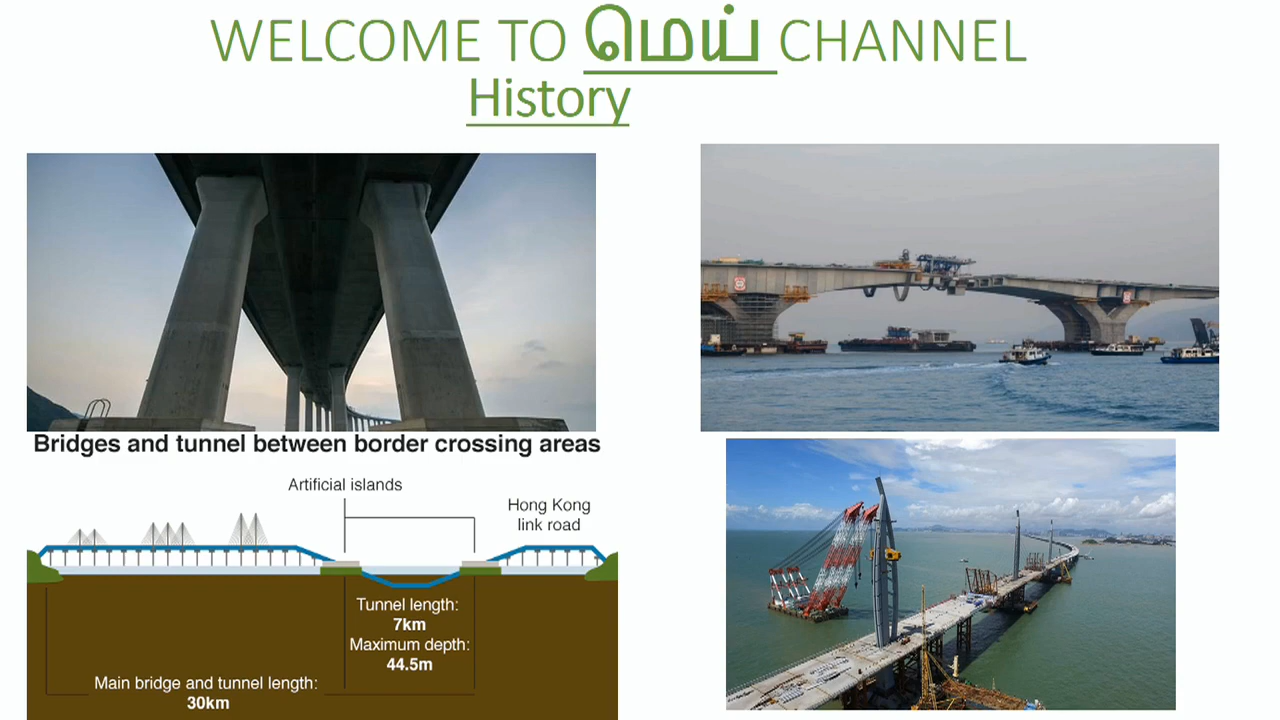 WELCOME TO மெய் CHANNEL
History
Bridges and tunnel between border crossing areas
Artificial islands
Hong Kong
link road
Tunnel length:
7km
Maximum depth:
44.5m
Main bridge and tunnel length:
30km